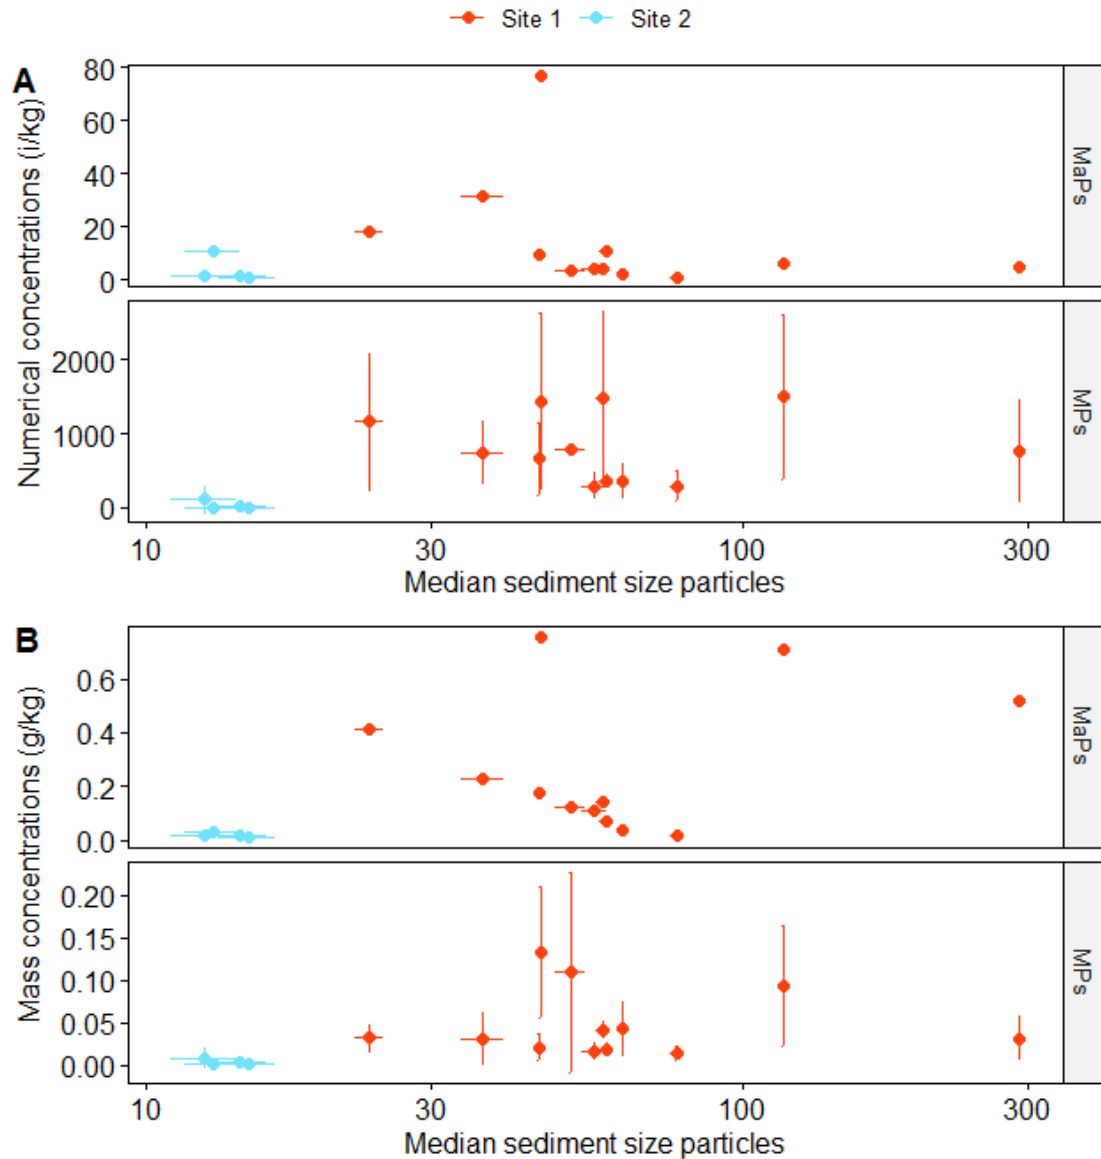 Site 1 Site 2
A
Numerical concentrations (i/kg)
80
60
40
20
0
MaPs
2000
1000
0
MPs
10 30 100 300
Median sediment size particles
B
Mass concentrations (g/kg)
0.6
0.4
0.2
0.0
MaPs
0.20
0.15
0.10
0.05
0.00
MPs
10 30 100 300
Median sediment size particles